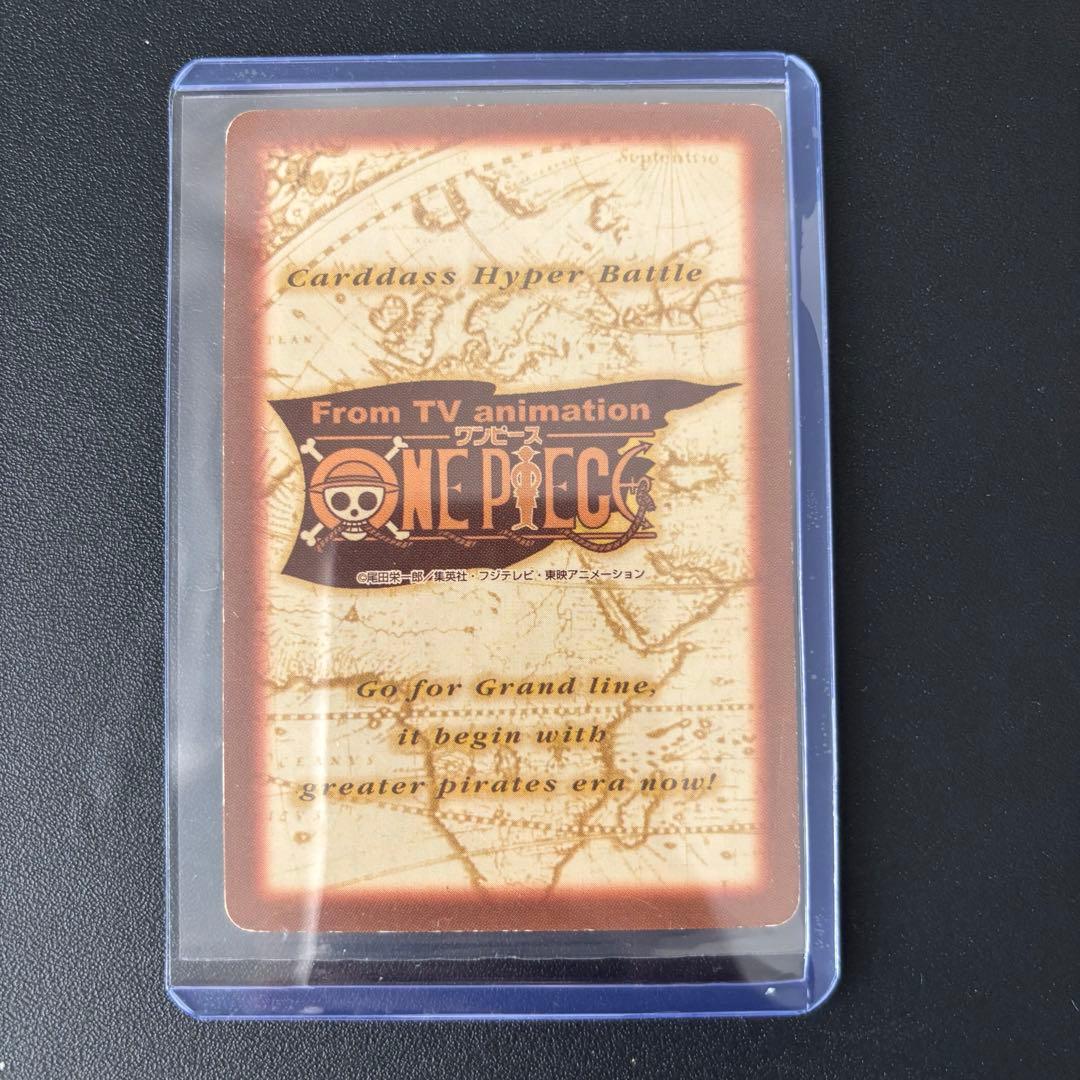 Septentrio
Carddass Hyper Battle
From TV animation
ワンピース
ONE PIECE
©尾田栄一郎/集英社・フジテレビ・東映アニメーション
Go for Grand line,
it begin with
greater pirates era now!